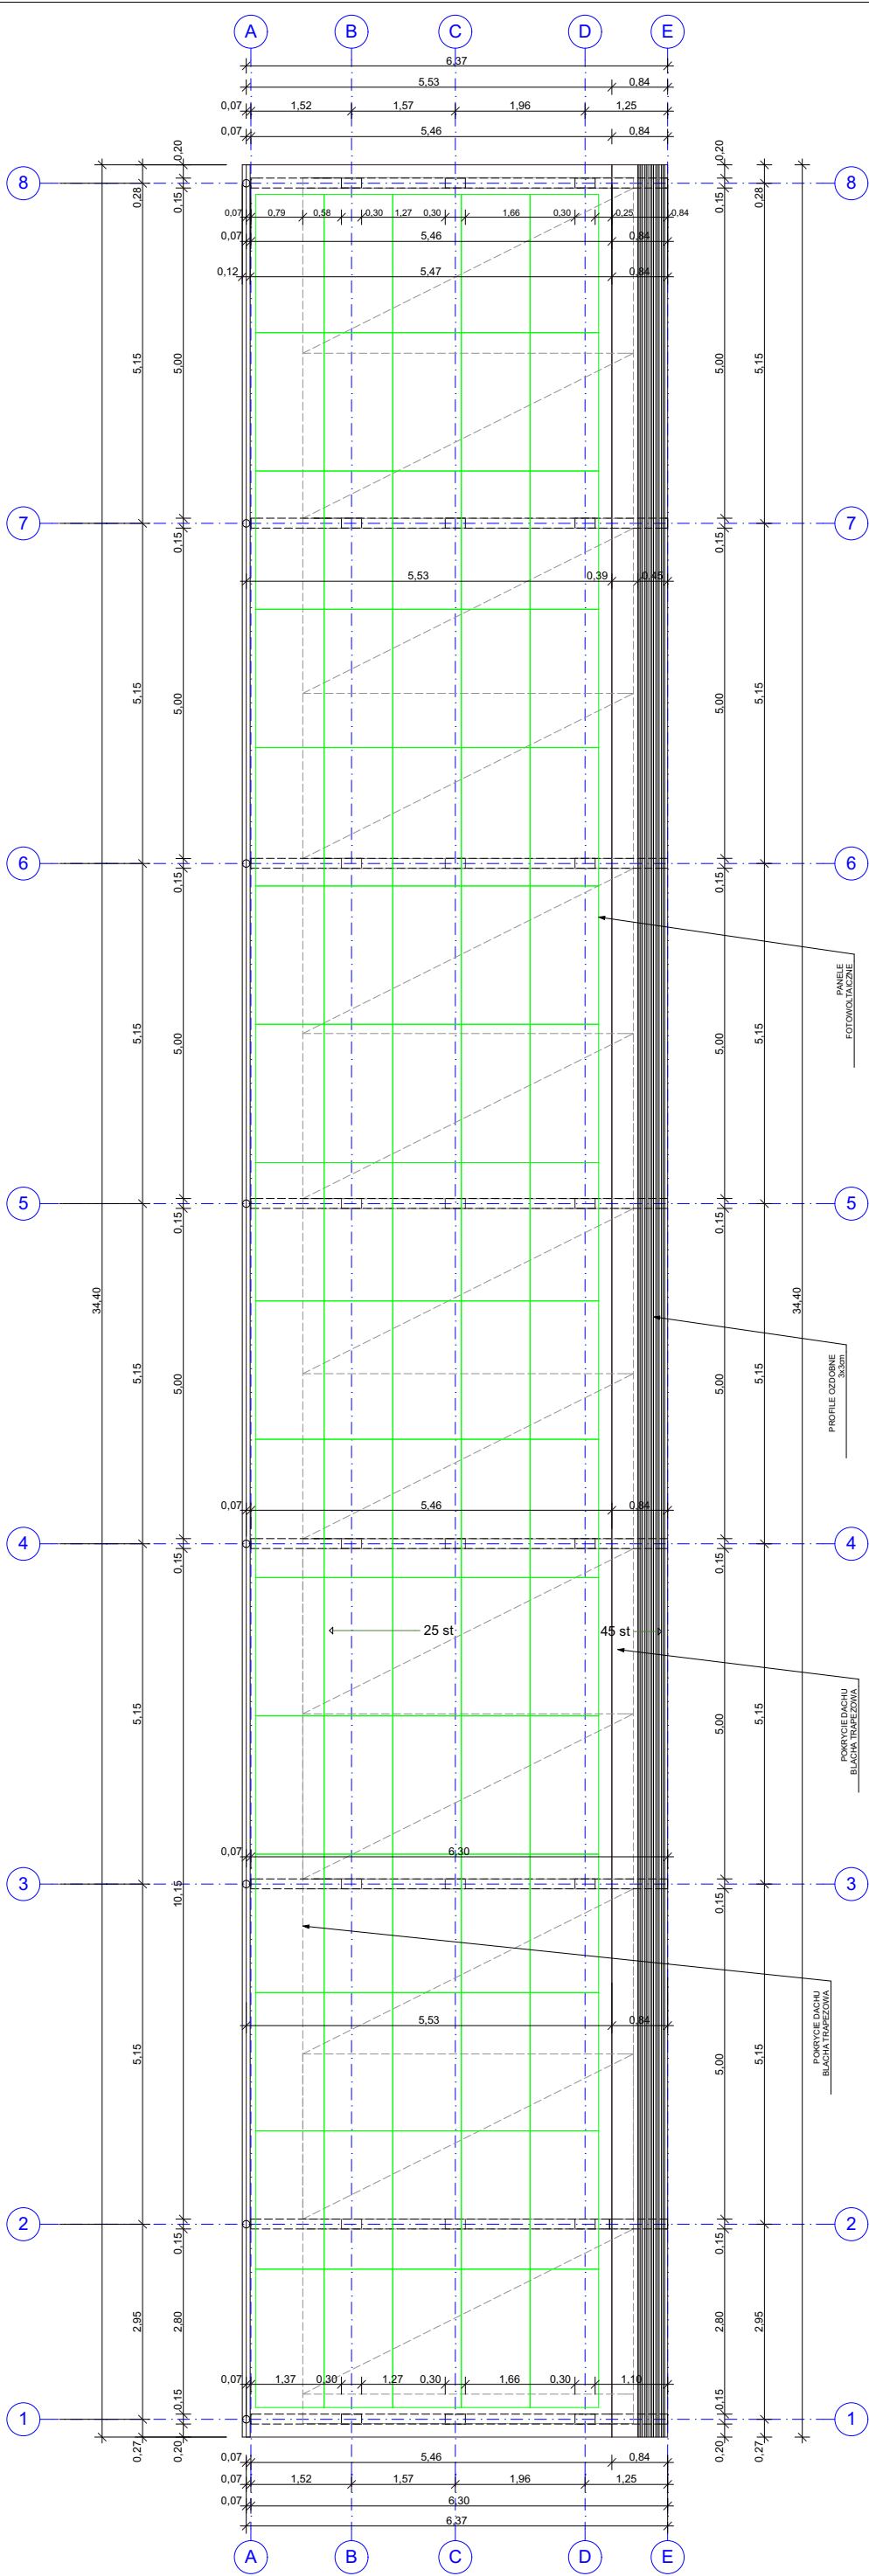 A B C D E
6,37
5,53 0,84
0,07 1,52 1,57 1,96 1,25
0,07 5,46 0,84
0,20 0,20
8 0,28 0,15 0,15 0,28 8
0,07 0,79 0,58 0,30 1,27 0,30 1,66 0,30 0,25 0,84
0,07 5,46 0,84
0,12 5,47 0,84
5,15 5,00 5,00 5,15
7 7
0,15 0,15
5,53 0,39 0,45
5,15 5,00 5,00 5,15
6 6
0,15 0,15
PANELE
FOTOWOLTAICZNE
5,15 5,00 5,00 5,15
5 5
0,15 0,15
34,40 34,40
PROFILE OZDOBNE
3x3cm
5,15 5,00 5,00 5,15
0,07 5,46 0,84
4 4
0,15 0,15
25 st 45 st
POKRYCIE DACHU
BLACHA TRAPEZOWA
5,15 5,00 5,15
0,07 6,30
3 3
10,15 0,15
POKRYCIE DACHU
BLACHA TRAPEZOWA
5,53 0,84
5,15 5,00 5,15
2 2
0,15 0,15
2,95 2,80 2,80 2,95
0,07 1,37 0,30 1,27 0,30 1,66 0,30 1,10
0,15 0,15
1 1
0,27 0,20 0,20 0,27
0,07 5,46 0,84
0,07 1,52 1,57 1,96 1,25
0,07 6,30
6,37
A B C D E